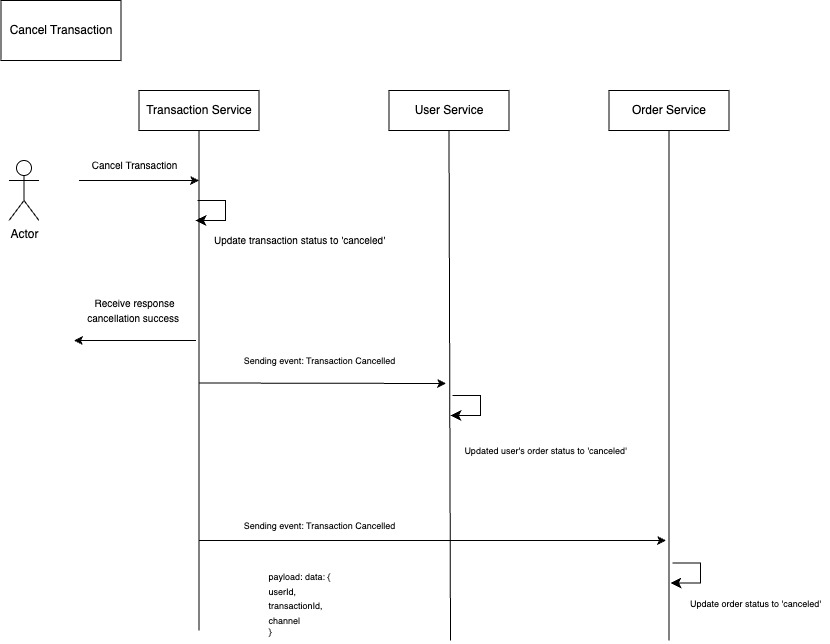 Cancel Transaction
Transaction Service
User Service
Order Service
Cancel Transaction
Actor
Update transaction status to 'canceled'
Receive response
cancellation success
Sending event: Transaction Cancelled
Updated user's order status to 'canceled'
Sending event: Transaction Cancelled
payload: data: {
userId,
transactionId,
channel
}
Update order status to 'canceled'